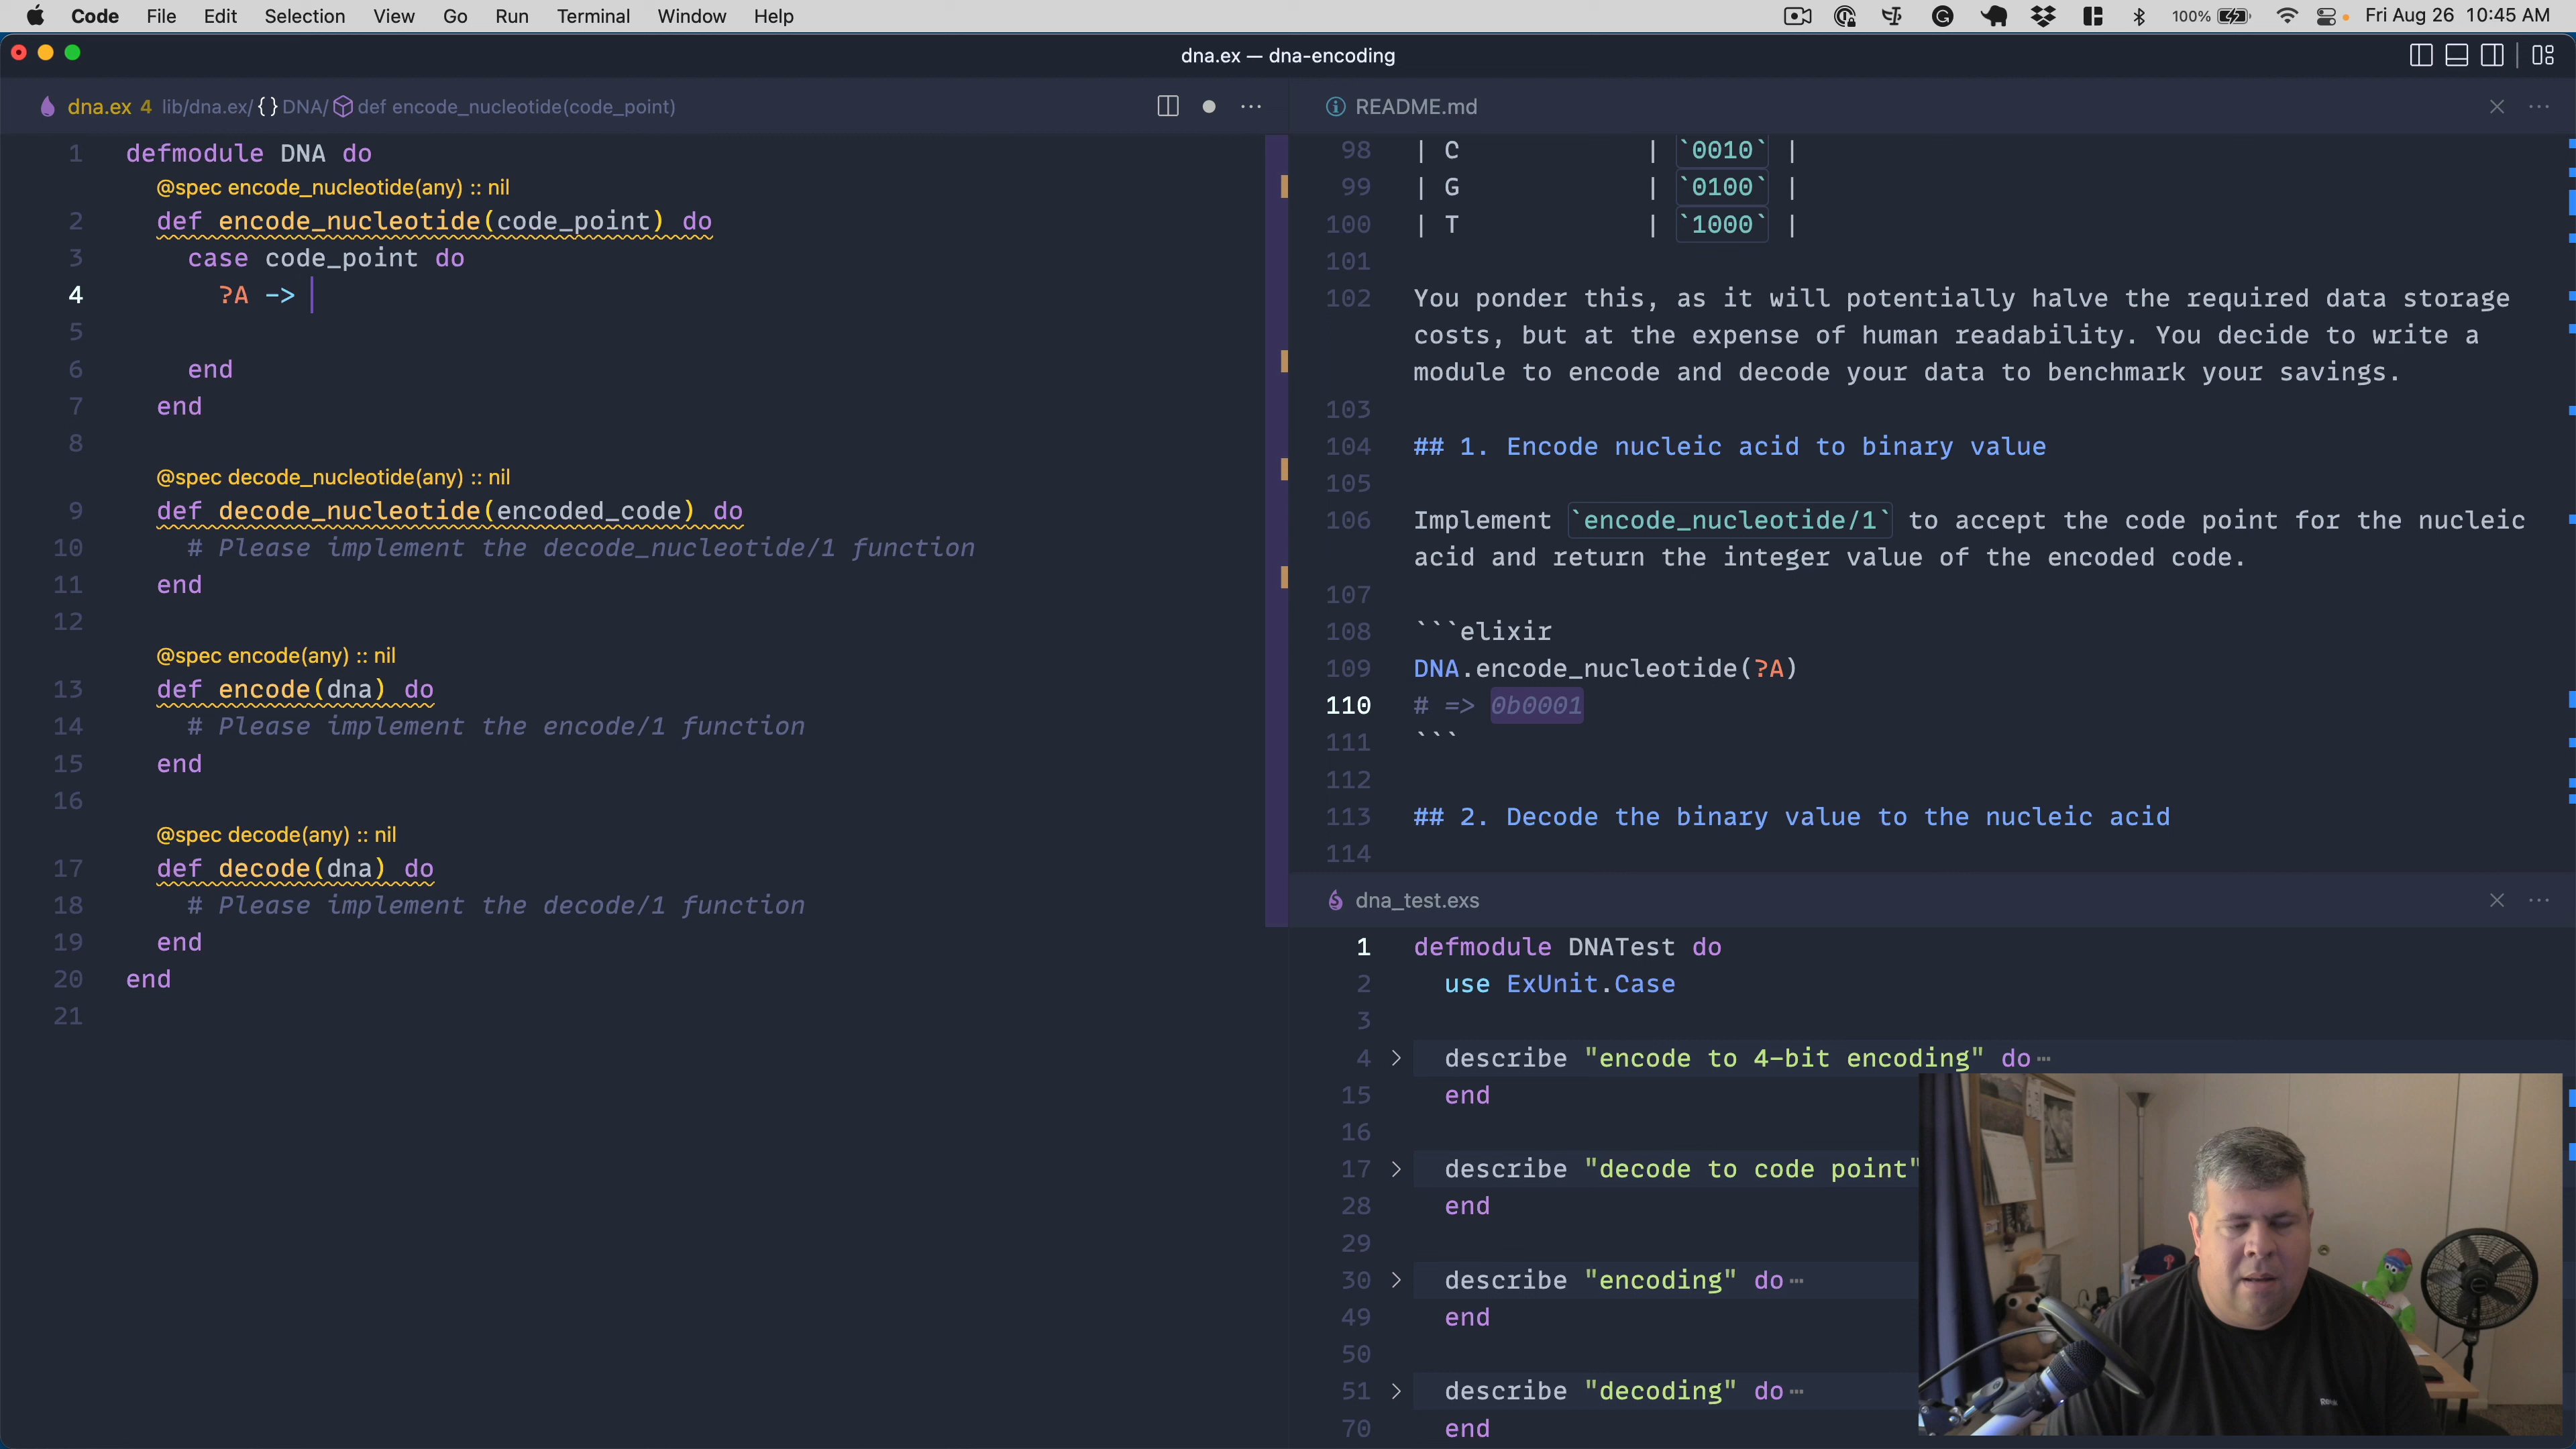 Code File Edit Selection View Go Run Terminal Window Help 100% Fri Aug 26 10:45 AM
dna.ex — dna-encoding
dna.ex 4 lib/dna.ex/ {} DNA/ def encode_nucleotide(code_point) ···
1 defmodule DNA do
@spec encode_nucleotide(any) :: nil
2 def encode_nucleotide(code_point) do
3 case code_point do
4 ?A ->
5
6 end
7 end
8
@spec decode_nucleotide(any) :: nil
9 def decode_nucleotide(encoded_code) do
10 # Please implement the decode_nucleotide/1 function
11 end
12
@spec encode(any) :: nil
13 def encode(dna) do
14 # Please implement the encode/1 function
15 end
16
@spec decode(any) :: nil
17 def decode(dna) do
18 # Please implement the decode/1 function
19 end
20 end
21
README.md
98 | C | `0010` |
99 | G | `0100` |
100 | T | `1000` |
101
102 You ponder this, as it will potentially halve the required data storage
costs, but at the expense of human readability. You decide to write a
module to encode and decode your data to benchmark your savings.
103
104 ## 1. Encode nucleic acid to binary value
105
106 Implement `encode_nucleotide/1` to accept the code point for the nucleic
acid and return the integer value of the encoded code.
107
108 ```elixir
109 DNA.encode_nucleotide(?A)
110 # => 0b0001
111 ```
112
113 ## 2. Decode the binary value to the nucleic acid
114
dna_test.exs
1 defmodule DNATest do
2 use ExUnit.Case
3
4 describe "encode to 4-bit encoding" do
15 end
16
17 describe "decode to code point"
28 end
29
30 describe "encoding" do
49 end
50
51 describe "decoding" do
70 end